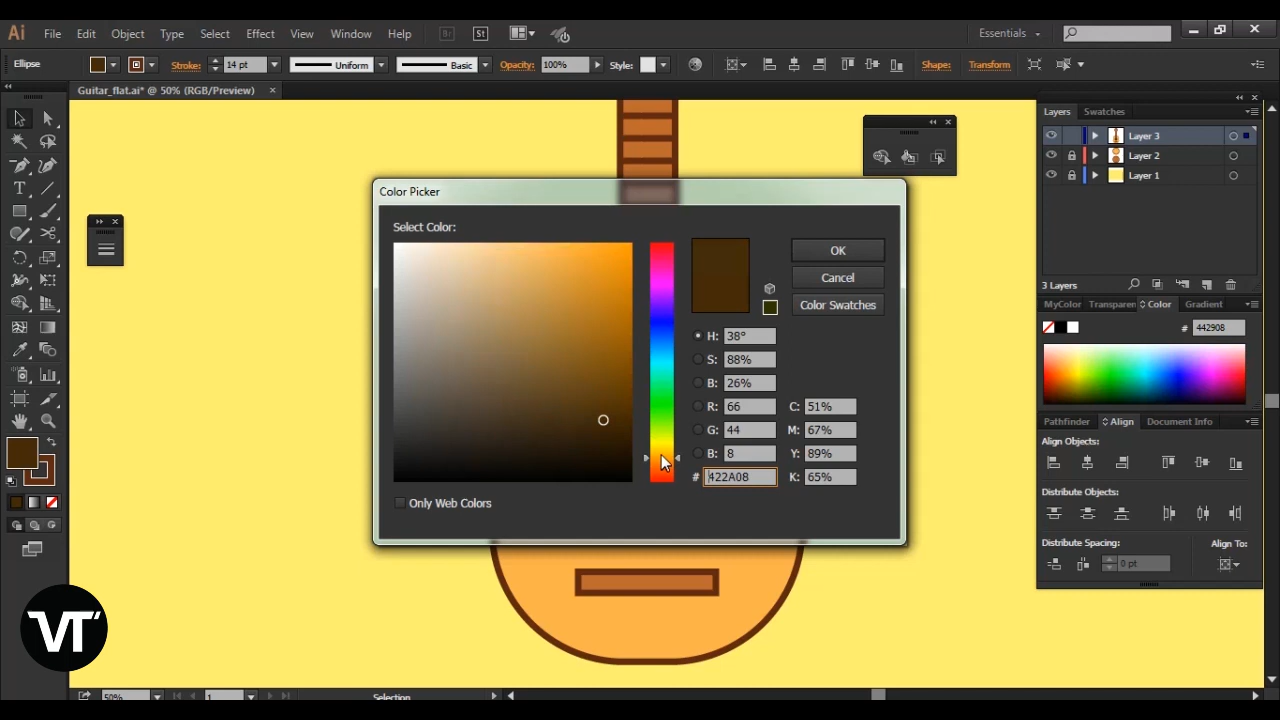 Ai File Edit Object Type Select Effect View Window Help Br St Essentials
Ellipse Stroke: 14 pt Uniform Basic Opacity: 100% Style: Shape: Transform
Guitar_flat.ai* @ 50% (RGB/Preview)
Layers Swatches
Layer 3
Layer 2
Layer 1
3 Layers
Color Picker
Select Color:
OK
Cancel
Color Swatches
H: 38°
S: 88%
B: 26%
R: 66 C: 51%
G: 44 M: 67%
B: 8 Y: 89%
# 422A08 K: 65%
Only Web Colors
MyColor Transparen Color Gradient
# 442908
Pathfinder Align Document Info
Align Objects:
Distribute Objects:
Distribute Spacing: Align To:
0 pt
VT
50% 1 Selection